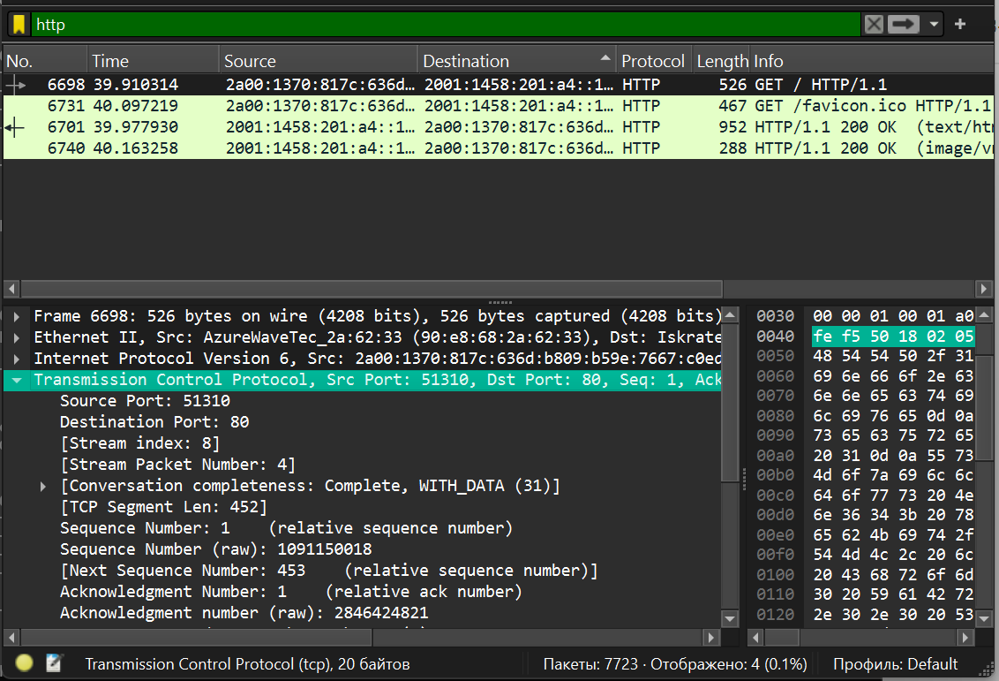 http
No. Time Source Destination Protocol Length Info
6698 39.910314 2a00:1370:817c:636d… 2001:1458:201:a4::1… HTTP 526 GET / HTTP/1.1
6731 40.097219 2a00:1370:817c:636d… 2001:1458:201:a4::1… HTTP 467 GET /favicon.ico HTTP/1.1
6701 39.977930 2001:1458:201:a4::1… 2a00:1370:817c:636d… HTTP 952 HTTP/1.1 200 OK (text/ht
6740 40.163258 2001:1458:201:a4::1… 2a00:1370:817c:636d… HTTP 288 HTTP/1.1 200 OK (image/v
Frame 6698: 526 bytes on wire (4208 bits), 526 bytes captured (4208 bits)
Ethernet II, Src: AzureWaveTec_2a:62:33 (90:e8:68:2a:62:33), Dst: Iskrate
Internet Protocol Version 6, Src: 2a00:1370:817c:636d:b809:b59e:7667:c0ed
Transmission Control Protocol, Src Port: 51310, Dst Port: 80, Seq: 1, Ack
Source Port: 51310
Destination Port: 80
[Stream index: 8]
[Stream Packet Number: 4]
[Conversation completeness: Complete, WITH_DATA (31)]
[TCP Segment Len: 452]
Sequence Number: 1 (relative sequence number)
Sequence Number (raw): 1091150018
[Next Sequence Number: 453 (relative sequence number)]
Acknowledgment Number: 1 (relative ack number)
Acknowledgment number (raw): 2846424821
0030 00 00 01 00 01 a0
0040 fe f5 50 18 02 05
0050 48 54 54 50 2f 31
0060 69 6e 66 6f 2e 63
0070 6e 6e 65 63 74 69
0080 6c 69 76 65 0d 0a
0090 73 65 63 75 72 65
00a0 20 31 0d 0a 55 73
00b0 4d 6f 7a 69 6c 6c
00c0 64 6f 77 73 20 4e
00d0 6e 36 34 3b 20 78
00e0 65 62 4b 69 74 2f
00f0 54 4d 4c 2c 20 6c
0100 20 43 68 72 6f 6d
0110 30 20 59 61 42 72
0120 2e 30 2e 30 20 53
Transmission Control Protocol (tcp), 20 байтов
Пакеты: 7723 · Отображено: 4 (0.1%)
Профиль: Default